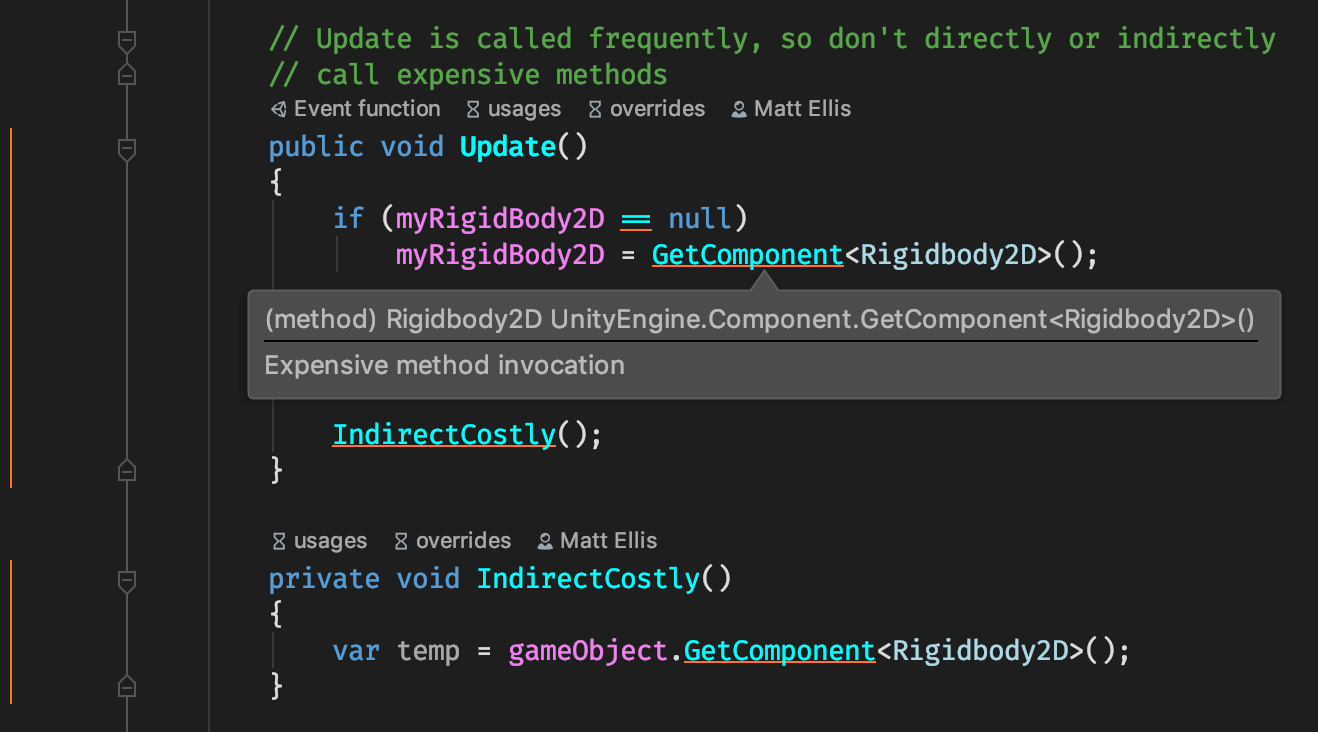 // Update is called frequently, so don't directly or indirectly
// call expensive methods
Event function usages overrides Matt Ellis
public void Update()
{
if (myRigidBody2D == null)
myRigidBody2D = GetComponent<Rigidbody2D>();
(method) Rigidbody2D UnityEngine.Component.GetComponent<Rigidbody2D>()
Expensive method invocation
IndirectCostly();
}
usages overrides Matt Ellis
private void IndirectCostly()
{
var temp = gameObject.GetComponent<Rigidbody2D>();
}